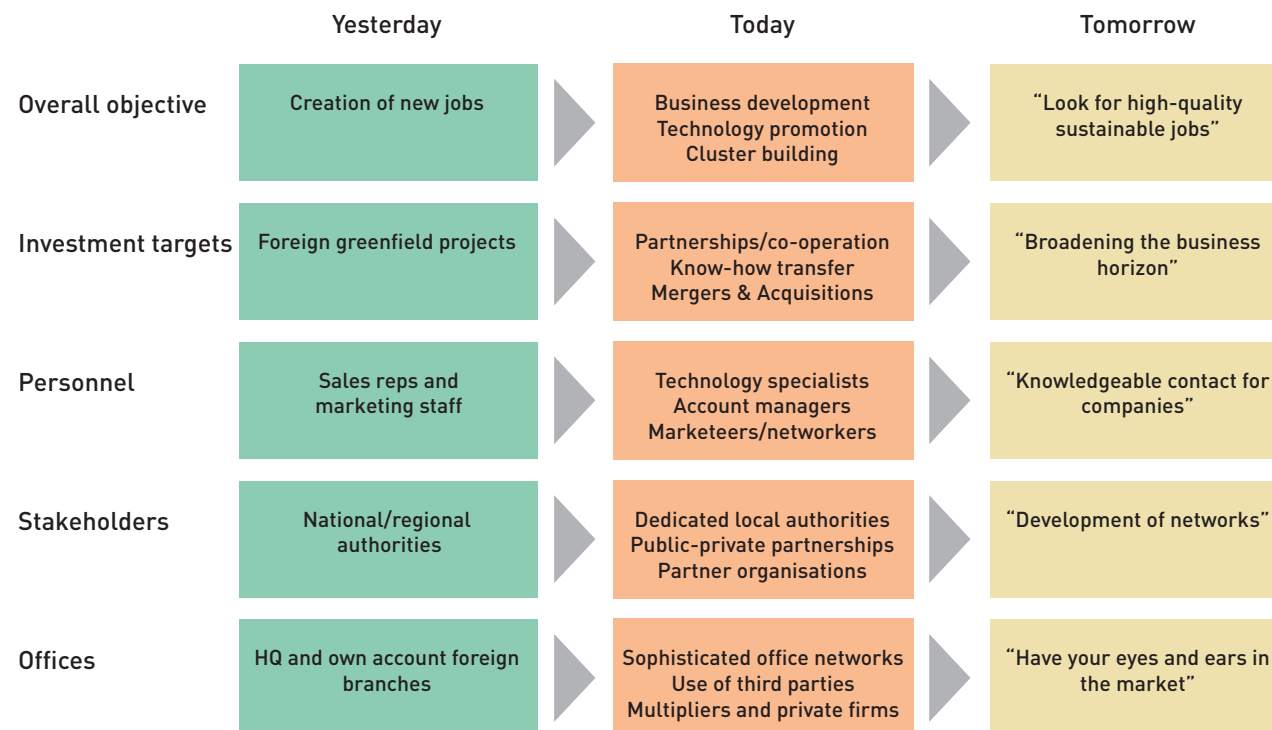 Yesterday
Today
Tomorrow
Overall objective
Creation of new jobs
Business development
Technology promotion
Cluster building
“Look for high-quality
sustainable jobs”
Investment targets
Foreign greenfield projects
Partnerships/co-operation
Know-how transfer
Mergers & Acquisitions
“Broadening the business
horizon”
Personnel
Sales reps and
marketing staff
Technology specialists
Account managers
Marketeers/networkers
“Knowledgeable contact for
companies”
Stakeholders
National/regional
authorities
Dedicated local authorities
Public-private partnerships
Partner organisations
“Development of networks”
Offices
HQ and own account foreign
branches
Sophisticated office networks
Use of third parties
Multipliers and private firms
“Have your eyes and ears in
the market”